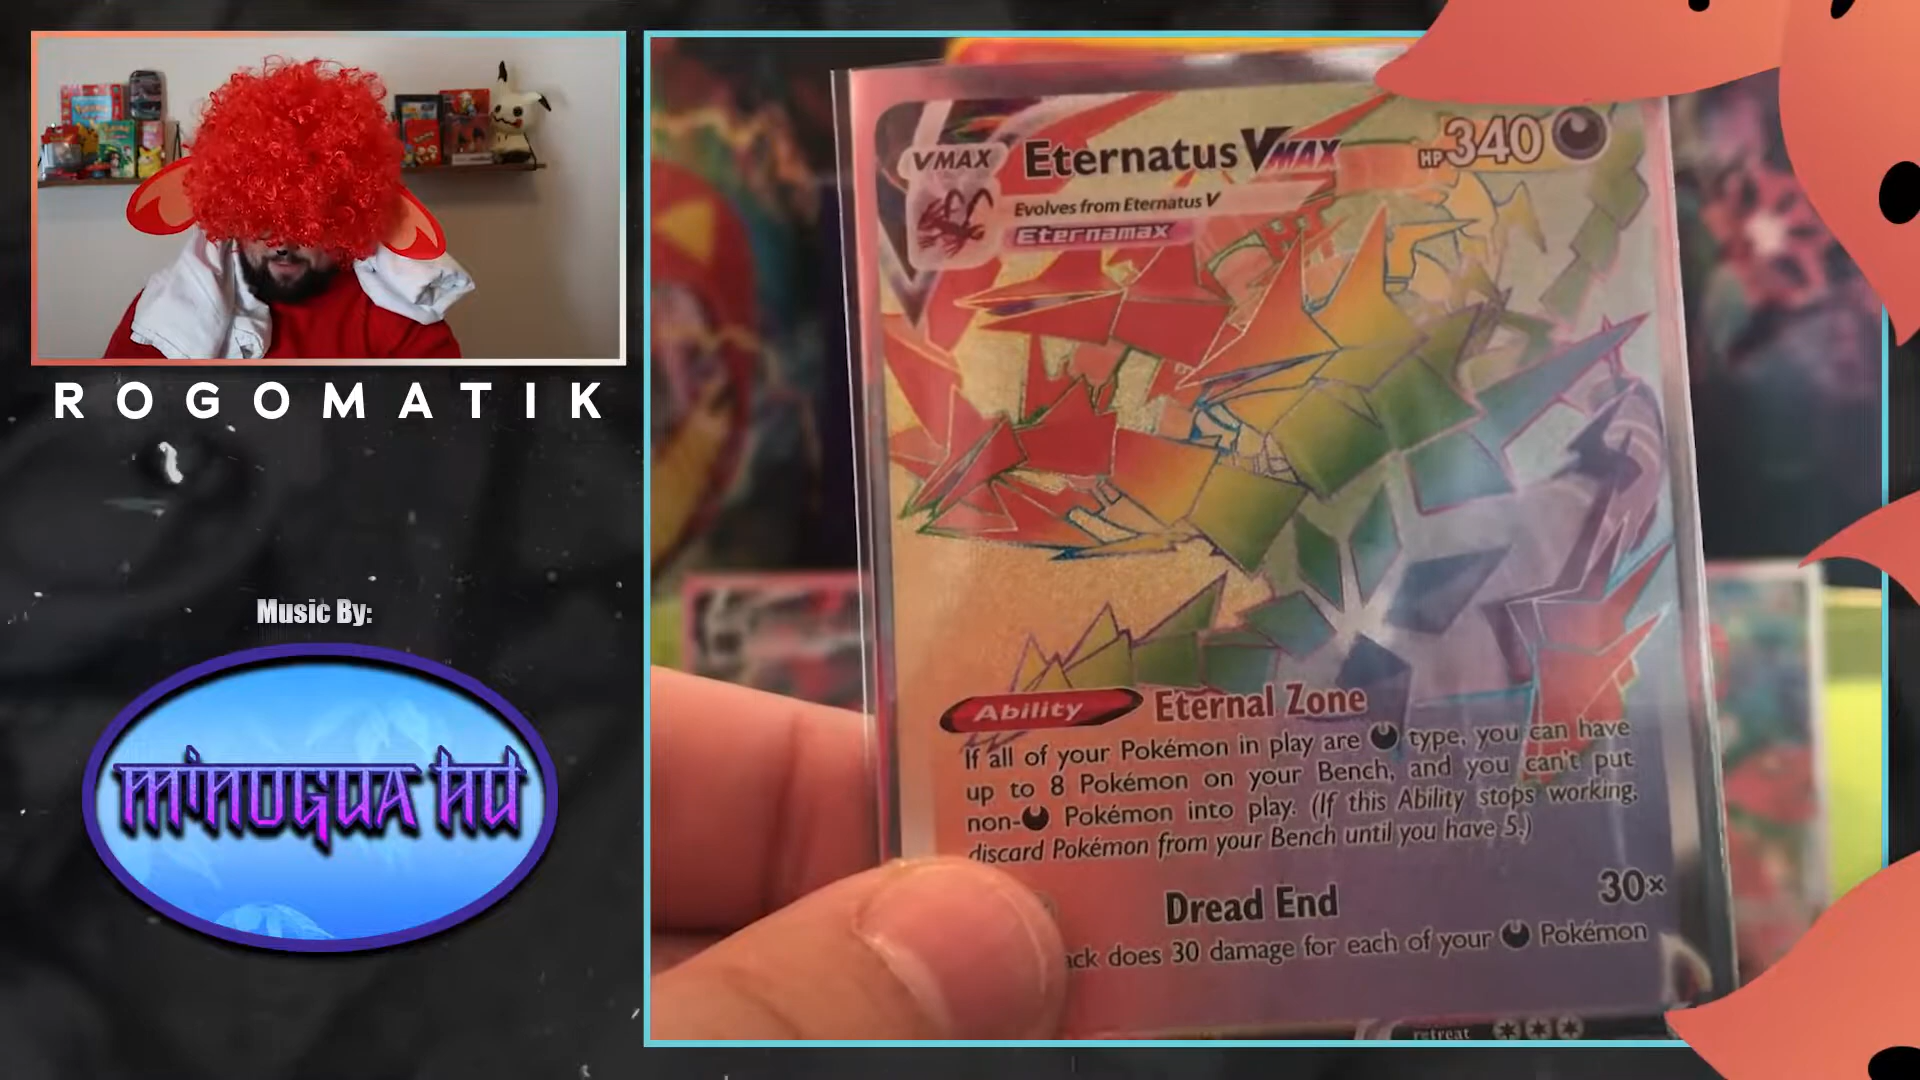 ROGOMATIK
Music By:
MINOGUA HD
VMAX
Eternatus VMAX
HP 340
Evolves from Eternatus V
Eternamax
Ability Eternal Zone
If all of your Pokémon in play are type, you can have
up to 8 Pokémon on your Bench, and you can't put
non- Pokémon into play. (If this Ability stops working,
discard Pokémon from your Bench until you have 5.)
Dread End 30×
ack does 30 damage for each of your Pokémon
retreat